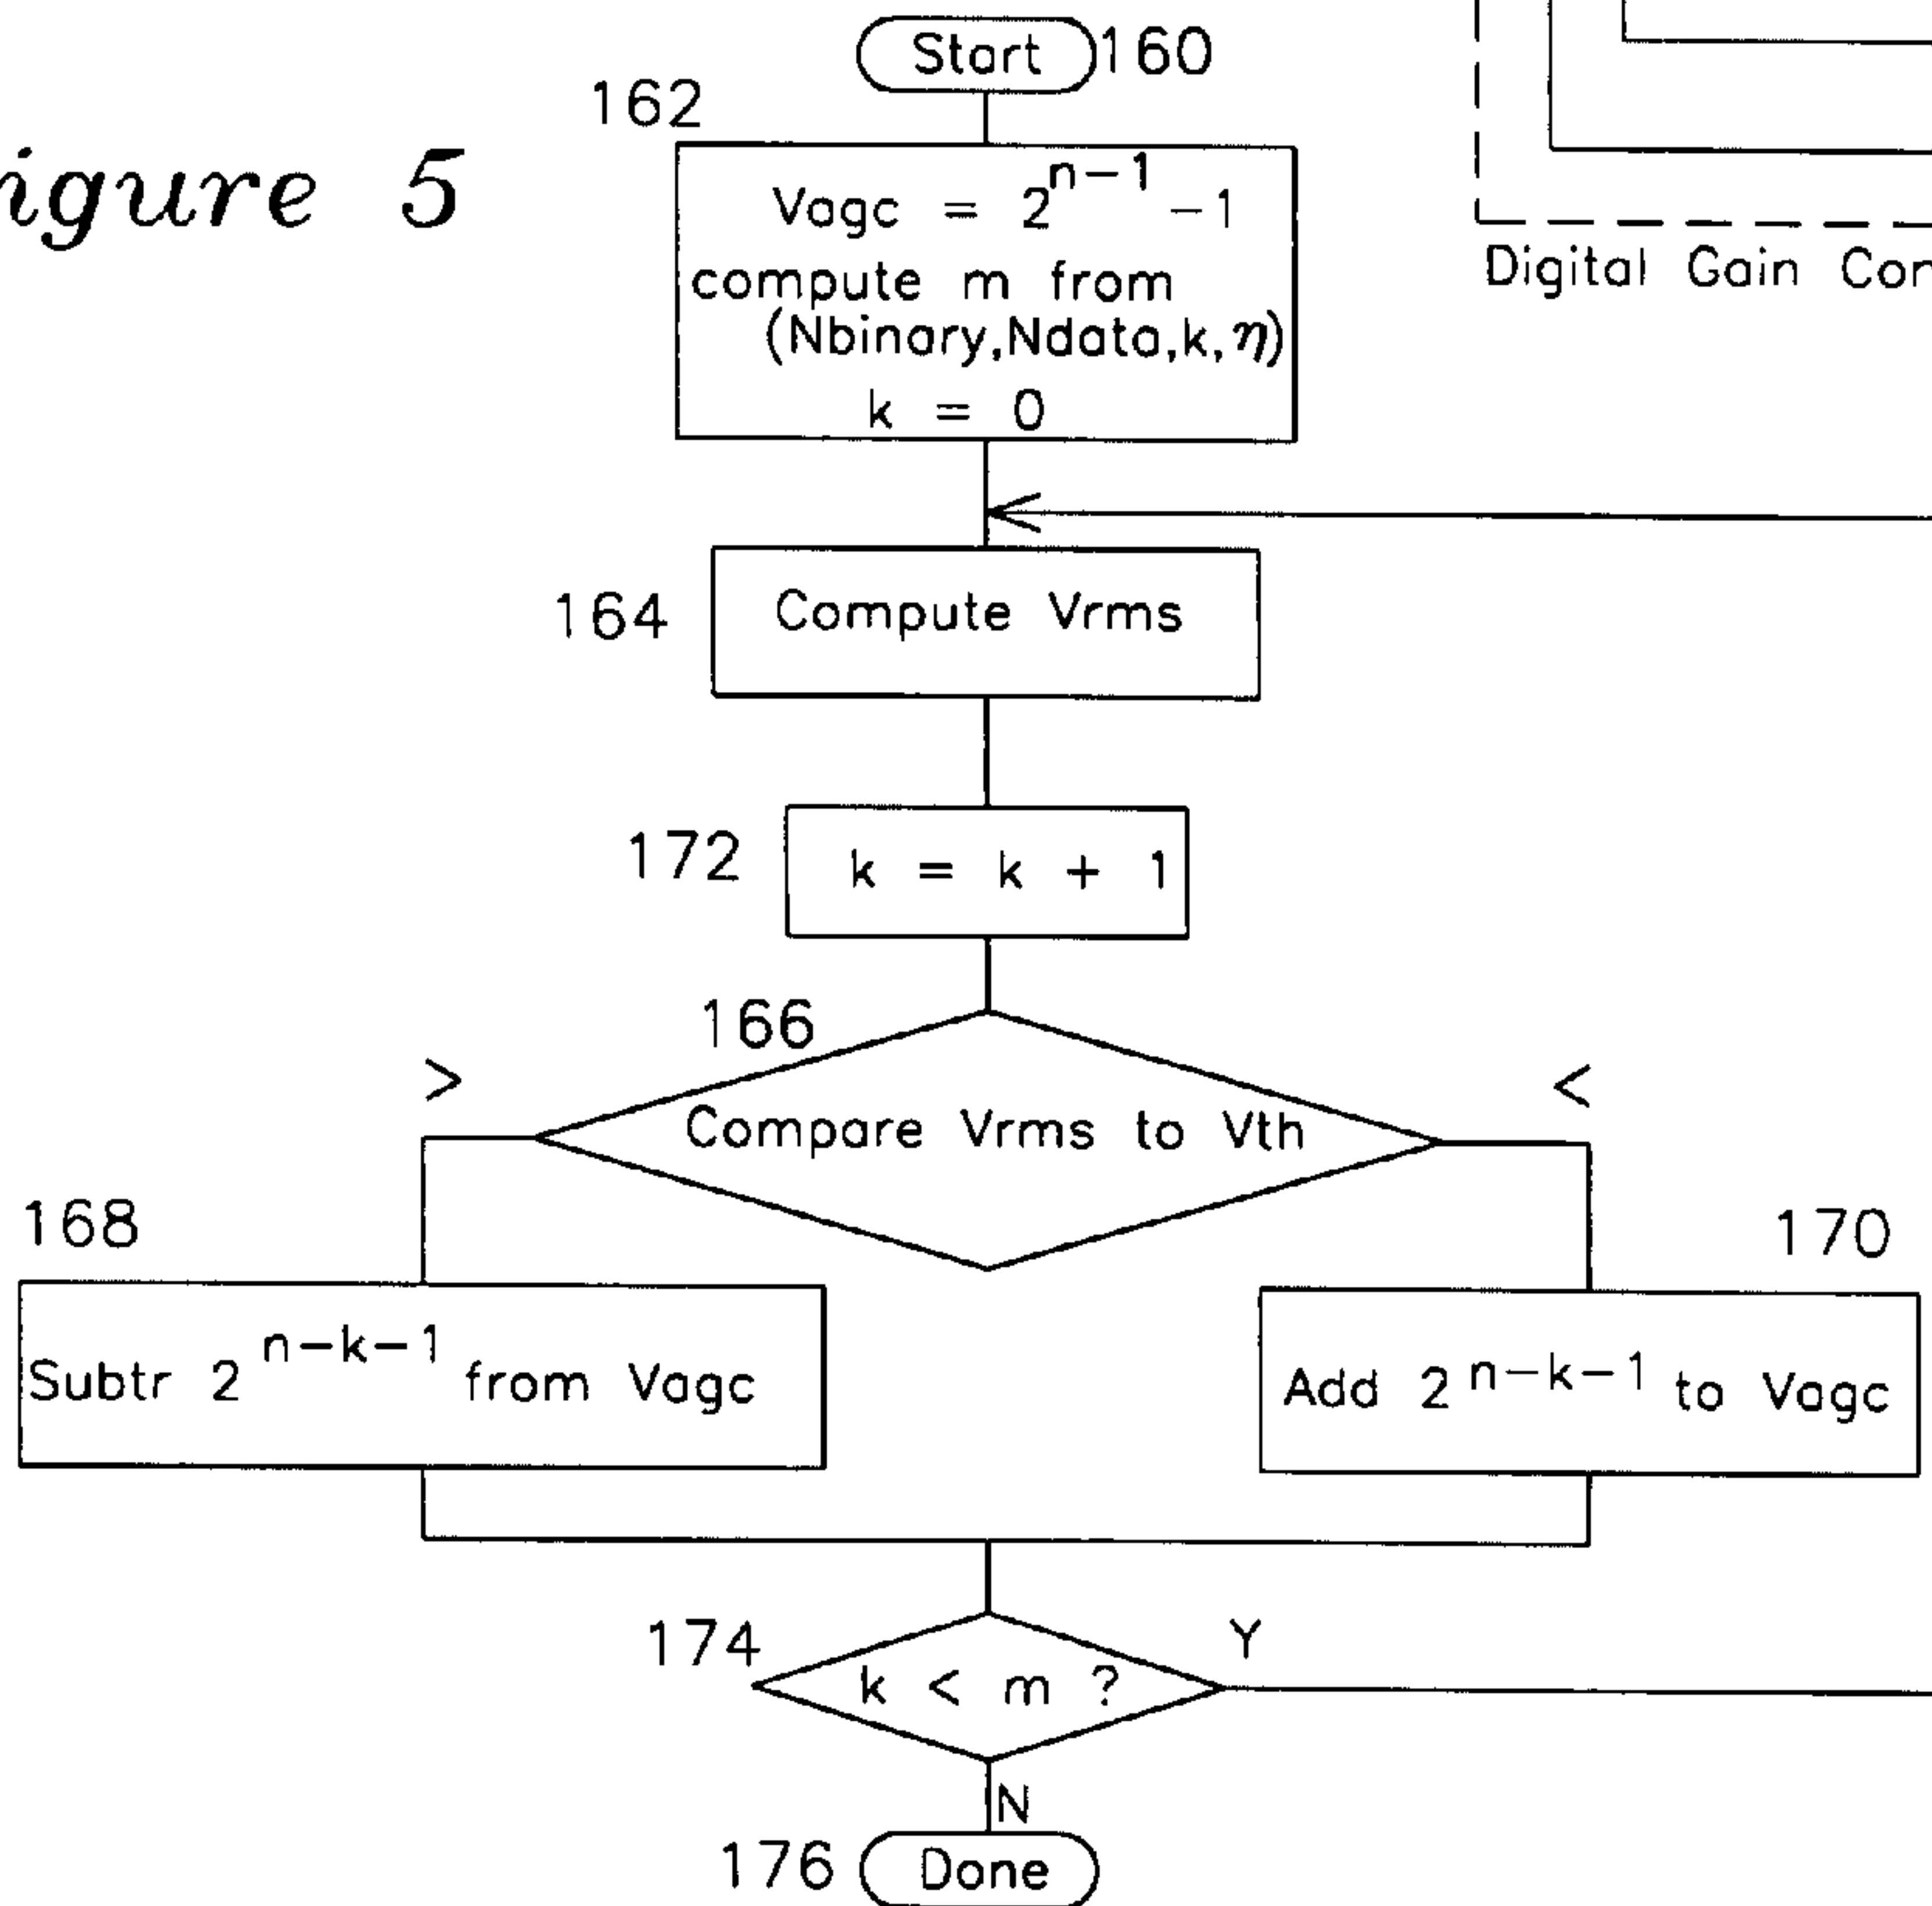 Start 160
162
igure 5
Vagc = 2^n-1 -1
compute m from
(Nbinary,Ndata,k,η)
k = 0
Digital Gain Con
164
Compute Vrms
172
k = k + 1
166
>
<
Compare Vrms to Vth
168
170
Subtr 2^n-k-1 from Vagc
Add 2^n-k-1 to Vagc
174
Y
k < m ?
N
176
Done